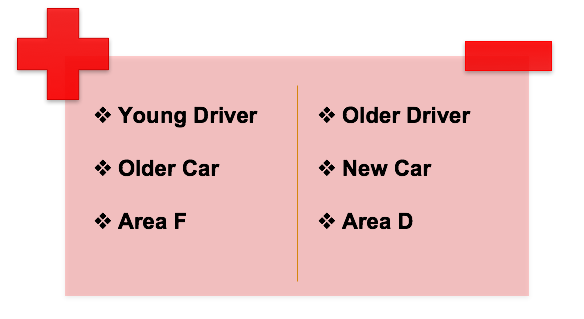 ❖ Young Driver
❖ Older Car
❖ Area F
❖ Older Driver
❖ New Car
❖ Area D